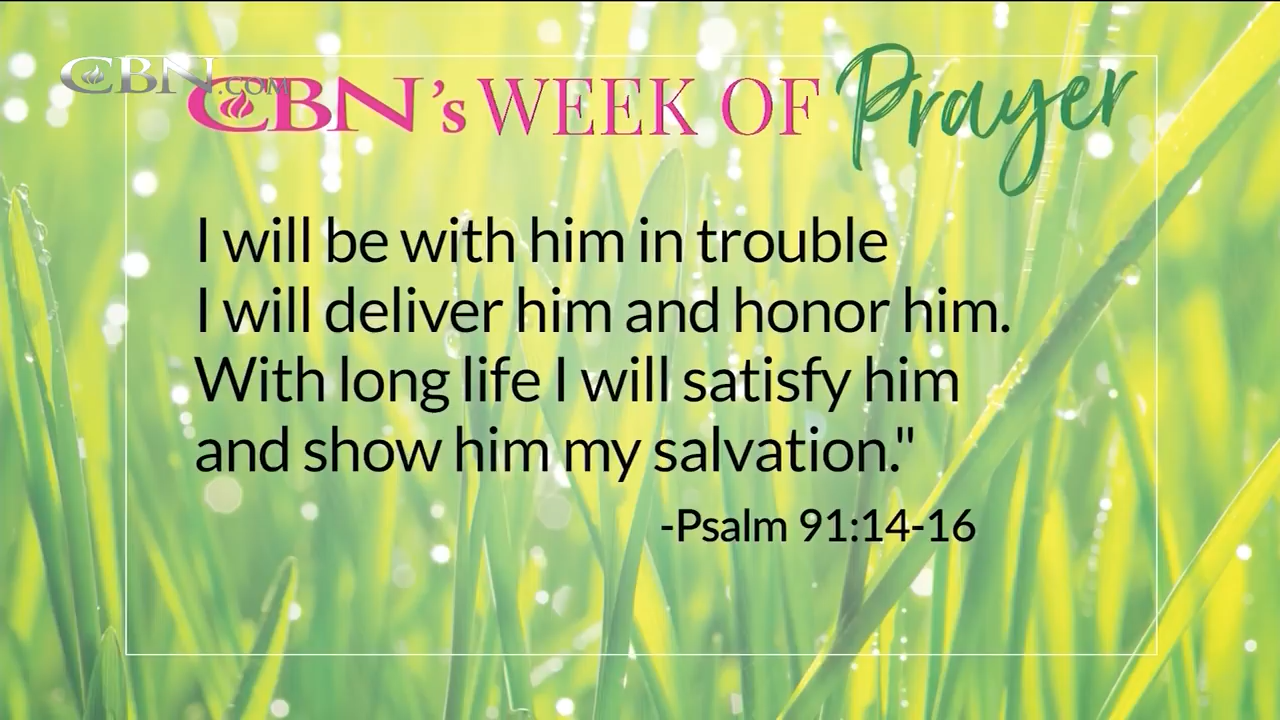 CBN.COM
CBN's WEEK OF Prayer
I will be with him in trouble
I will deliver him and honor him.
With long life I will satisfy him
and show him my salvation."
-Psalm 91:14-16